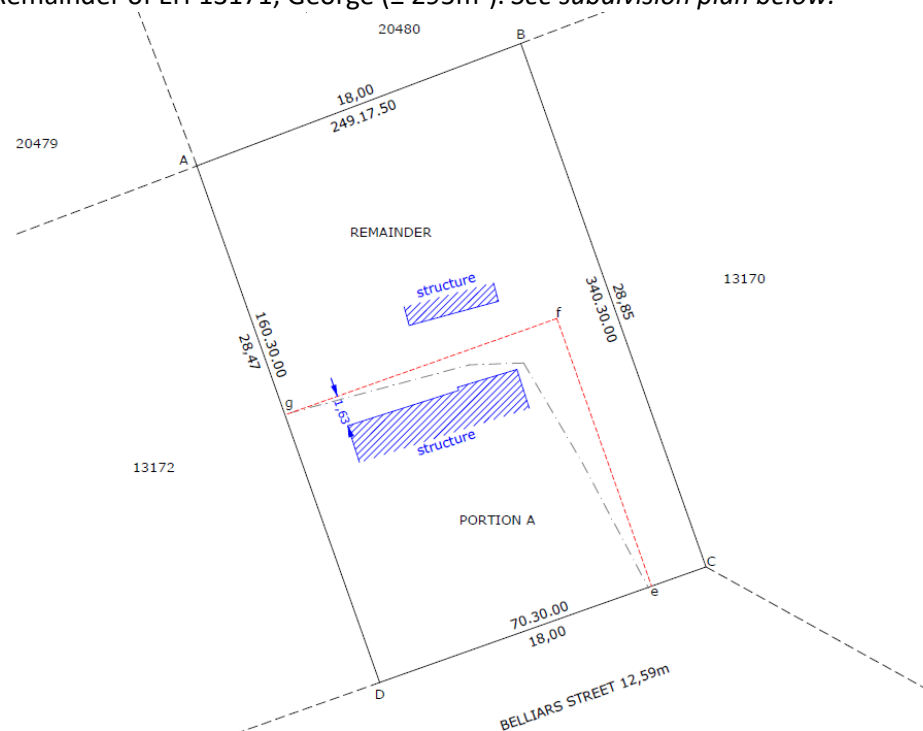 Remainder of Erf 13171, George (± 295m²). See subdivision plan below:
20480
B
18,00
249.17.50
20479
A
REMAINDER
structure
13170
28,85
340.30.00
f
160.30.00
28,47
g
1,63
structure
13172
PORTION A
C
e
70.30.00
18,00
D
BELLIARS STREET 12,59m